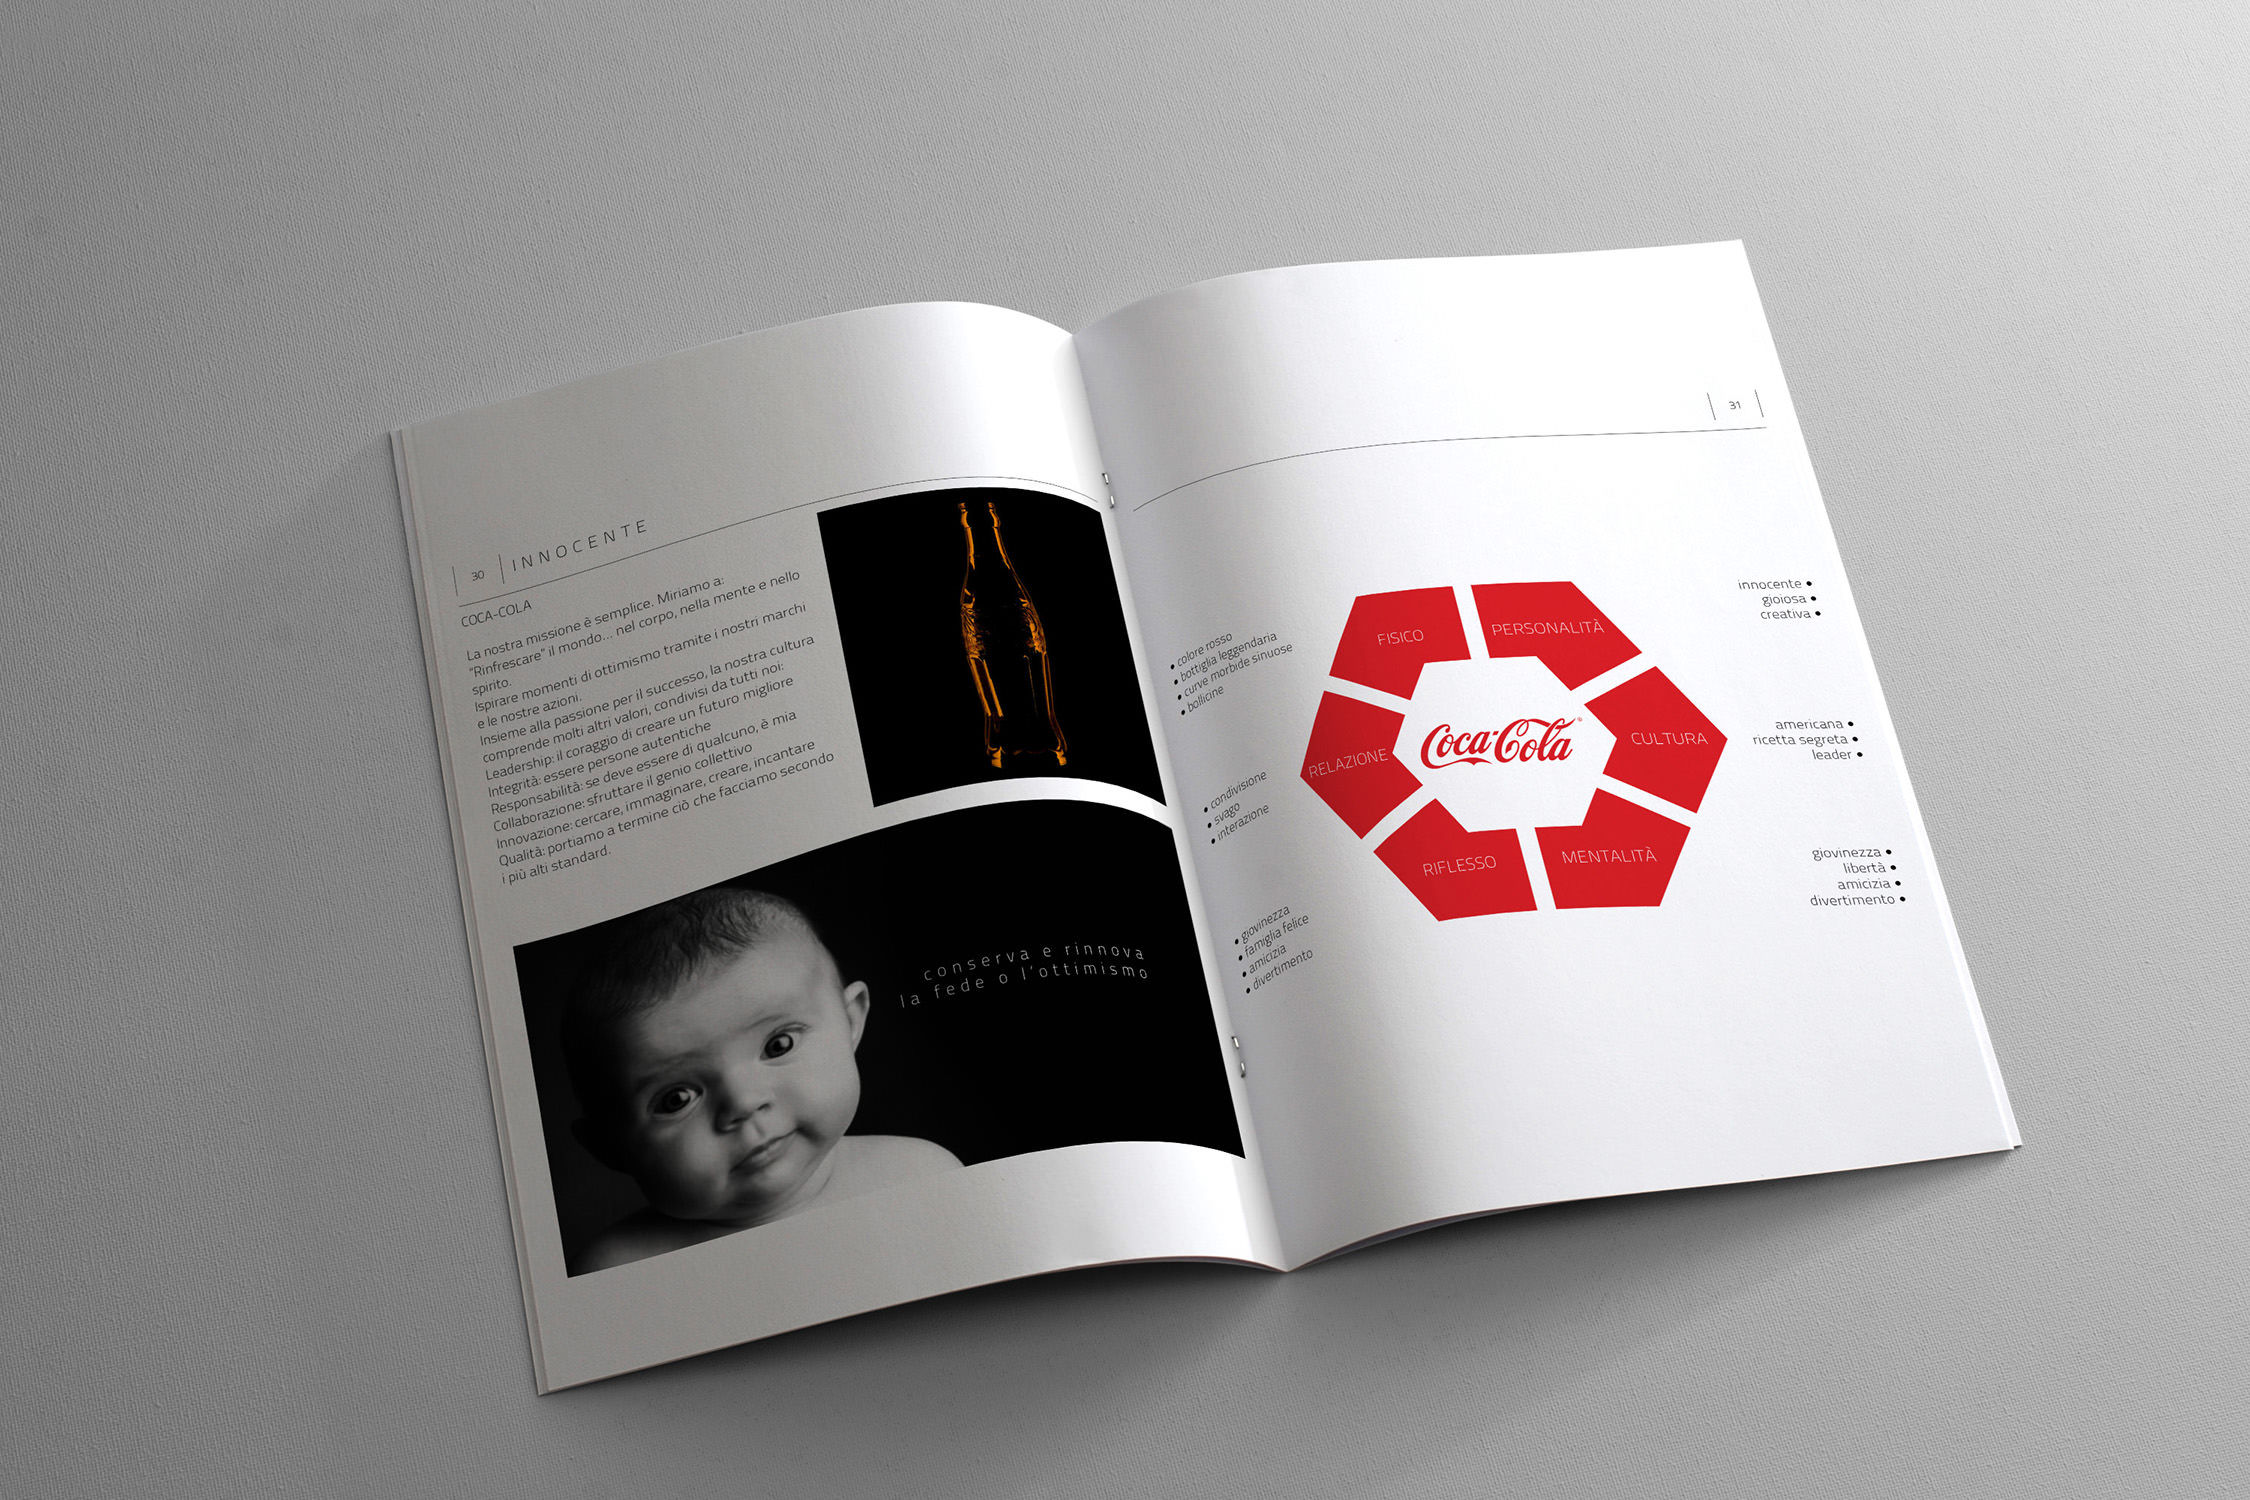 30 | INNOCENTE
COCA-COLA
La nostra missione è semplice. Miriamo a:
"Rinfrescare" il mondo... nel corpo, nella mente e nello
spirito.
Ispirare momenti di ottimismo tramite i nostri marchi
e le nostre azioni.
Insieme alla passione per il successo, la nostra cultura
comprende molti altri valori, condivisi da tutti noi:
Leadership: il coraggio di creare un futuro migliore
Integrità: essere persone autentiche
Responsabilità: se deve essere di qualcuno, è mia
Collaborazione: sfruttare il genio collettivo
Innovazione: cercare, immaginare, creare, incantare
Qualità: portiamo a termine ciò che facciamo secondo
i più alti standard.
conserva e rinnova
la fede o l'ottimismo
31
• colore rosso
• bottiglia leggendaria
• curve morbide sinuose
• bollicine
• condivisione
• svago
• interazione
• giovinezza
• famiglia felice
• amicizia
• divertimento
FISICO
PERSONALITÀ
RELAZIONE
Coca-Cola®
CULTURA
RIFLESSO
MENTALITÀ
innocente •
gioiosa •
creativa •
americana •
ricetta segreta •
leader •
giovinezza •
libertà •
amicizia •
divertimento •